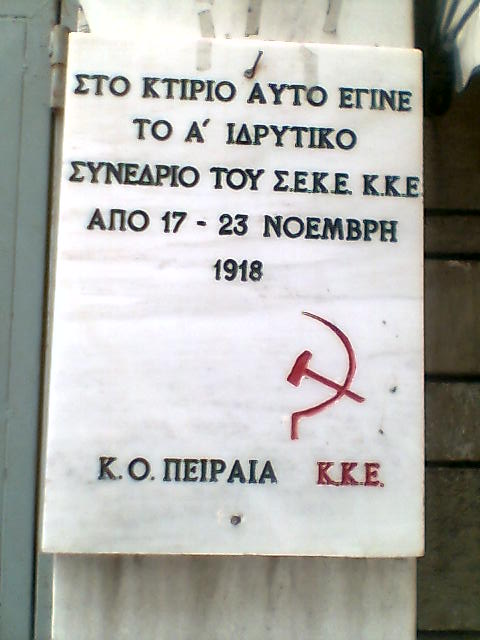 ΣΤΟ ΚΤΙΡΙΟ ΑΥΤΟ ΕΓΙΝΕ
ΤΟ Α΄ ΙΔΡΥΤΙΚΟ
ΣΥΝΕΔΡΙΟ ΤΟΥ Σ.Ε.Κ.Ε. Κ.Κ.Ε
ΑΠΟ 17 - 23 ΝΟΕΜΒΡΗ
1918
Κ.Ο. ΠΕΙΡΑΙΑ Κ.Κ.Ε.